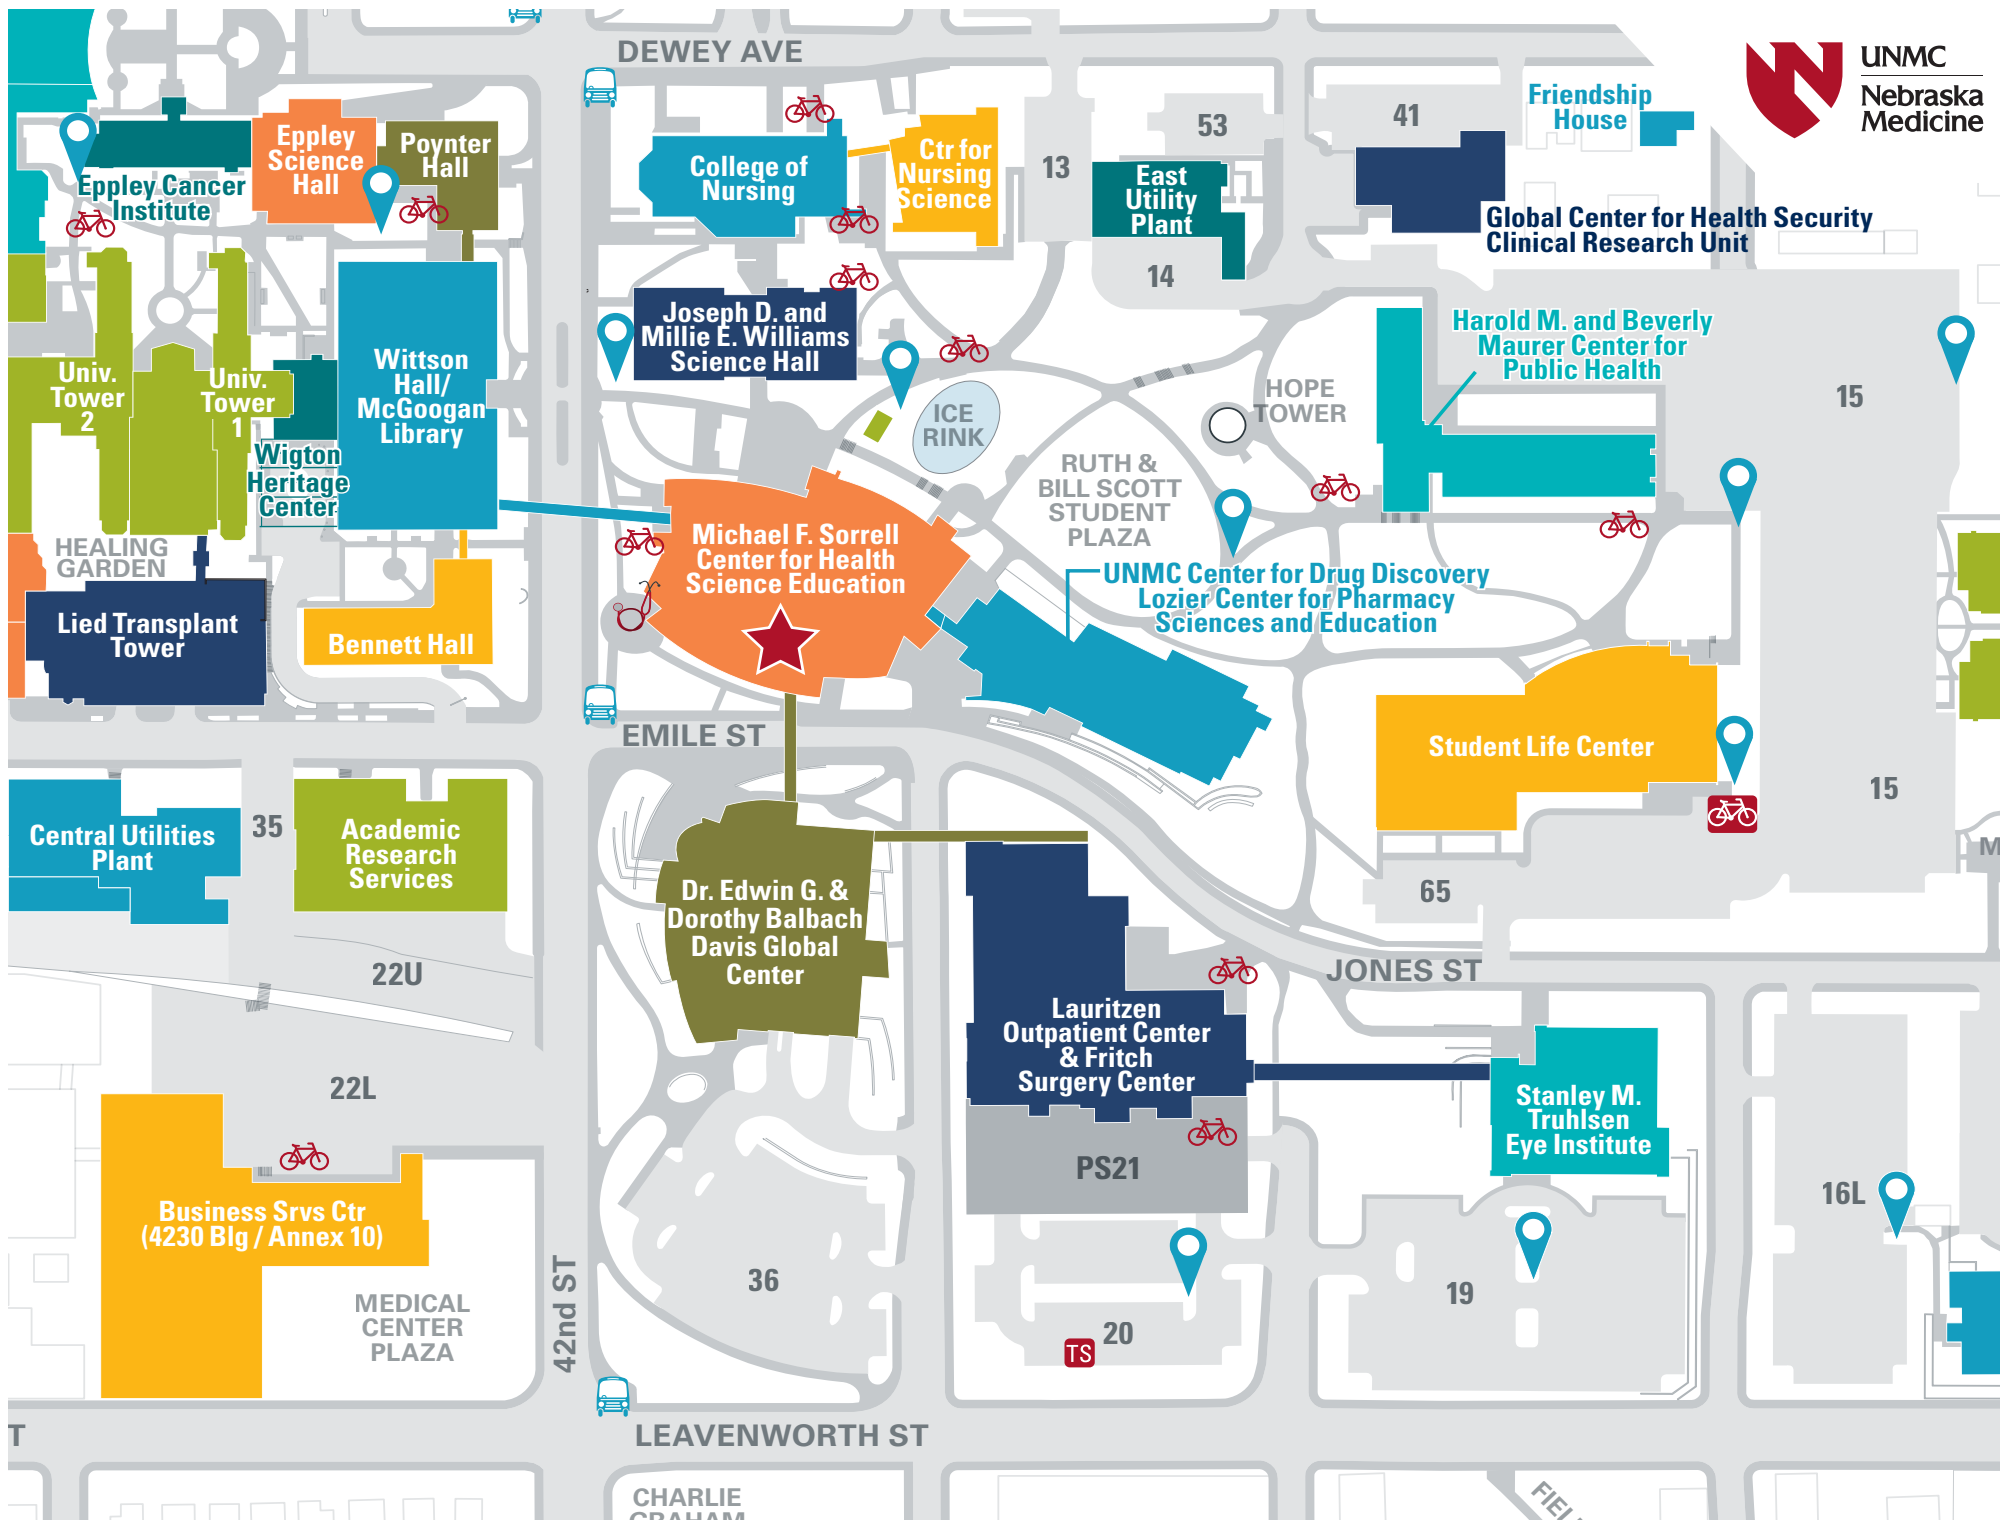 DEWEY AVE
UNMC
Nebraska
Medicine
Friendship
House
41
53
13
Eppley
Science
Hall
Poynter
Hall
College of
Nursing
Ctr for
Nursing
Science
East
Utility
Plant
Eppley Cancer
Institute
Global Center for Health Security
Clinical Research Unit
14
Joseph D. and
Millie E. Williams
Science Hall
Harold M. and Beverly
Maurer Center for
Public Health
Univ.
Tower
2
Univ.
Tower
1
Wittson
Hall/
McGoogan
Library
ICE
RINK
HOPE
TOWER
15
Wigton
Heritage
Center
RUTH &
BILL SCOTT
STUDENT
PLAZA
HEALING
GARDEN
Michael F. Sorrell
Center for Health
Science Education
UNMC Center for Drug Discovery
Lozier Center for Pharmacy
Sciences and Education
Lied Transplant
Tower
Bennett Hall
EMILE ST
Student Life Center
15
Central Utilities
Plant
35
Academic
Research
Services
M
Dr. Edwin G. &
Dorothy Balbach
Davis Global
Center
65
22U
JONES ST
Lauritzen
Outpatient Center
& Fritch
Surgery Center
22L
Stanley M.
Truhlsen
Eye Institute
PS21
16L
Business Srvs Ctr
(4230 Blg / Annex 10)
36
19
42nd ST
MEDICAL
CENTER
PLAZA
20
TS
T
LEAVENWORTH ST
CHARLIE
GRAHAM
FIEL